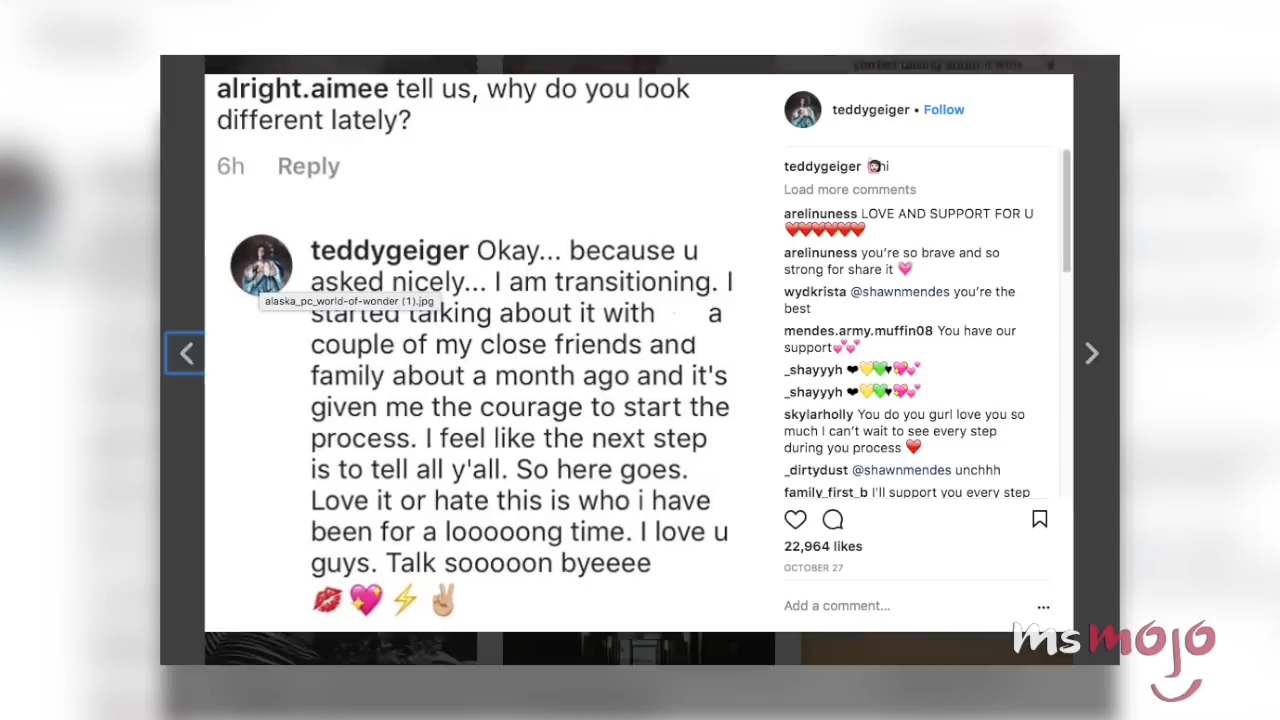 alright.aimee tell us, why do you look
different lately?
6h Reply
teddygeiger Okay... because u
asked nicely... I am transitioning. I
alaska_pc_world-of-wonder (1).jpg
started talking about it with a
couple of my close friends and
family about a month ago and it's
given me the courage to start the
process. I feel like the next step
is to tell all y'all. So here goes.
Love it or hate this is who i have
been for a looooong time. I love u
guys. Talk sooooon byeeee
💋 💖 ⚡ ✌🏼
teddygeiger • Follow
teddygeiger 💁🏻hi
Load more comments
arelinuness LOVE AND SUPPORT FOR U
❤️❤️❤️❤️❤️❤️❤️
arelinuness you're so brave and so
strong for share it 💓
wydkrista @shawnmendes you're the
best
mendes.army.muffin08 You have our
support💕💕
_shayyyh ❤💛💚♥💖💕
_shayyyh ❤💛💚♥💖💕
skylarholly You do you gurl love you so
much I can't wait to see every step
during you process ❤️
_dirtydust @shawnmendes unchhh
family_first_b I'll support you every step
22,964 likes
OCTOBER 27
Add a comment...
msmojo